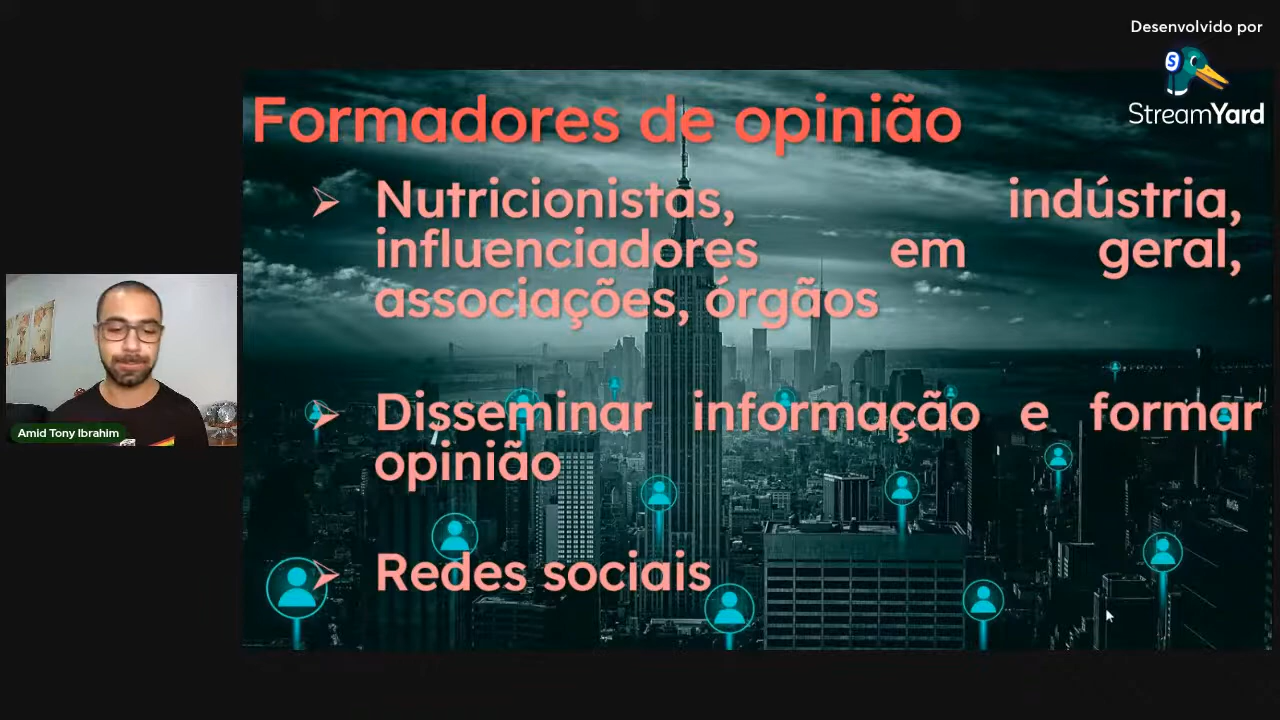 Desenvolvido por
StreamYard
Formadores de opinião
Nutricionistas, indústria,
influenciadores em geral,
associações, órgãos
Disseminar informação e formar
opinião
Redes sociais
Amid Tony Ibrahim